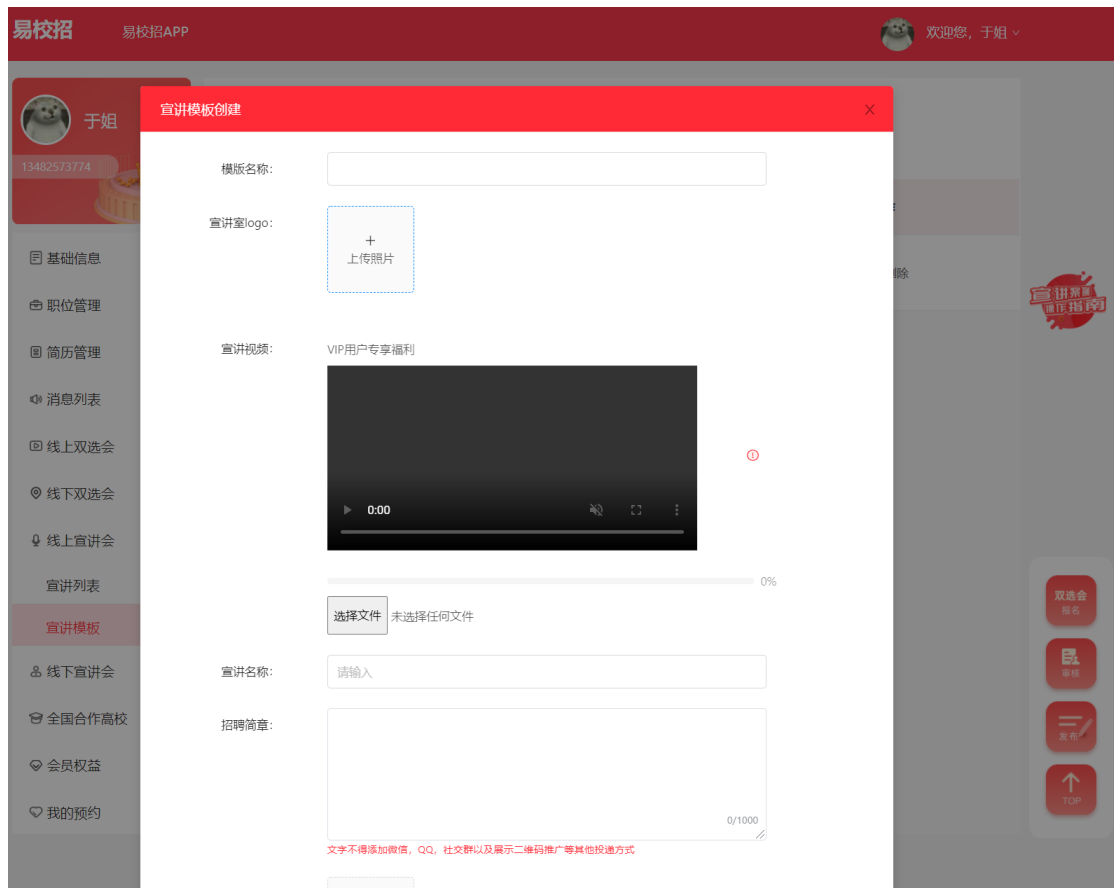 易校招
易校招APP
欢迎您，于姐
于姐
13482573774
基础信息
职位管理
简历管理
消息列表
线上双选会
线下双选会
线上宣讲会
宣讲列表
宣讲模板
线下宣讲会
全国合作高校
会员权益
我的预约
宣讲模板创建
模版名称：
宣讲室logo：
上传照片
宣讲视频：
VIP用户专享福利
0:00
0%
选择文件 未选择任何文件
宣讲名称：
请输入
招聘简章：
0/1000
文字不得添加微信，QQ，社交群以及展示二维码推广等其他投递方式
除
宣讲案例
操作指南
双选会
报名
审核
发布
TOP